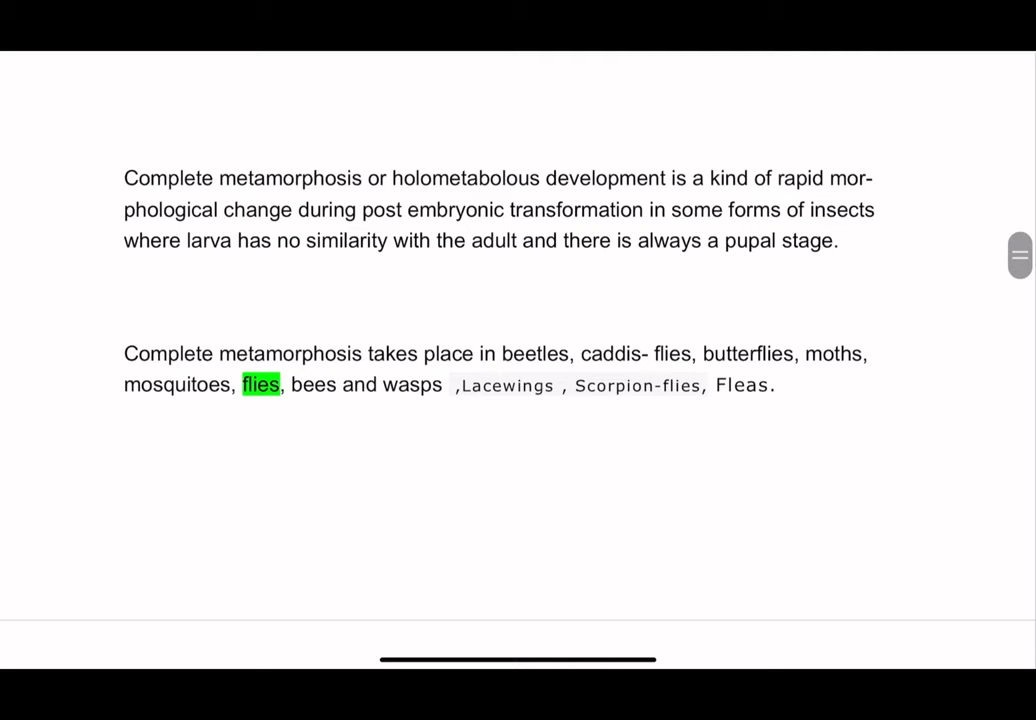 Complete metamorphosis or holometabolous development is a kind of rapid mor-
phological change during post embryonic transformation in some forms of insects
where larva has no similarity with the adult and there is always a pupal stage.
Complete metamorphosis takes place in beetles, caddis- flies, butterflies, moths,
mosquitoes, flies, bees and wasps ,Lacewings , Scorpion-flies, Fleas.